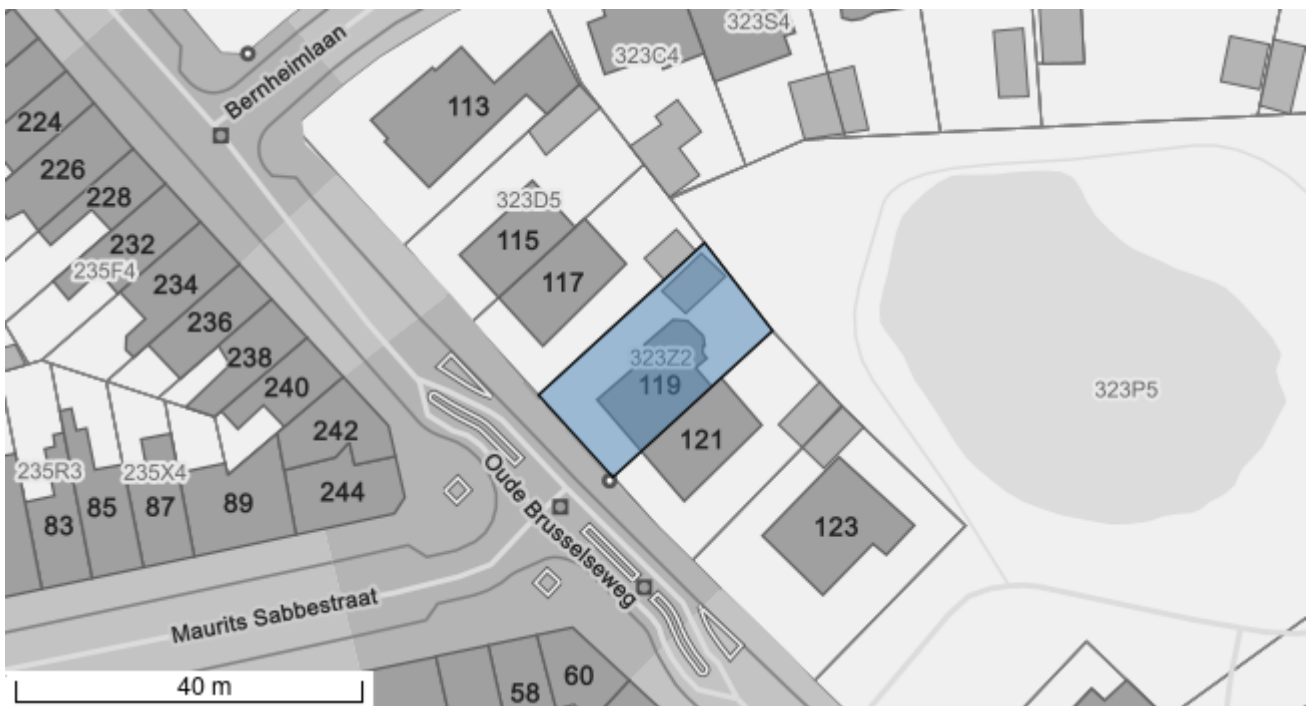 323S4
323C4
Bernheimlaan
113
224
226
228
323D5
232
115
235F4
234
117
236
238
323Z2
119
240
323P5
242
121
235R3
235X4
244
85
89
87
83
Oude Brusselseweg
123
Maurits Sabbestraat
60
58
40 m